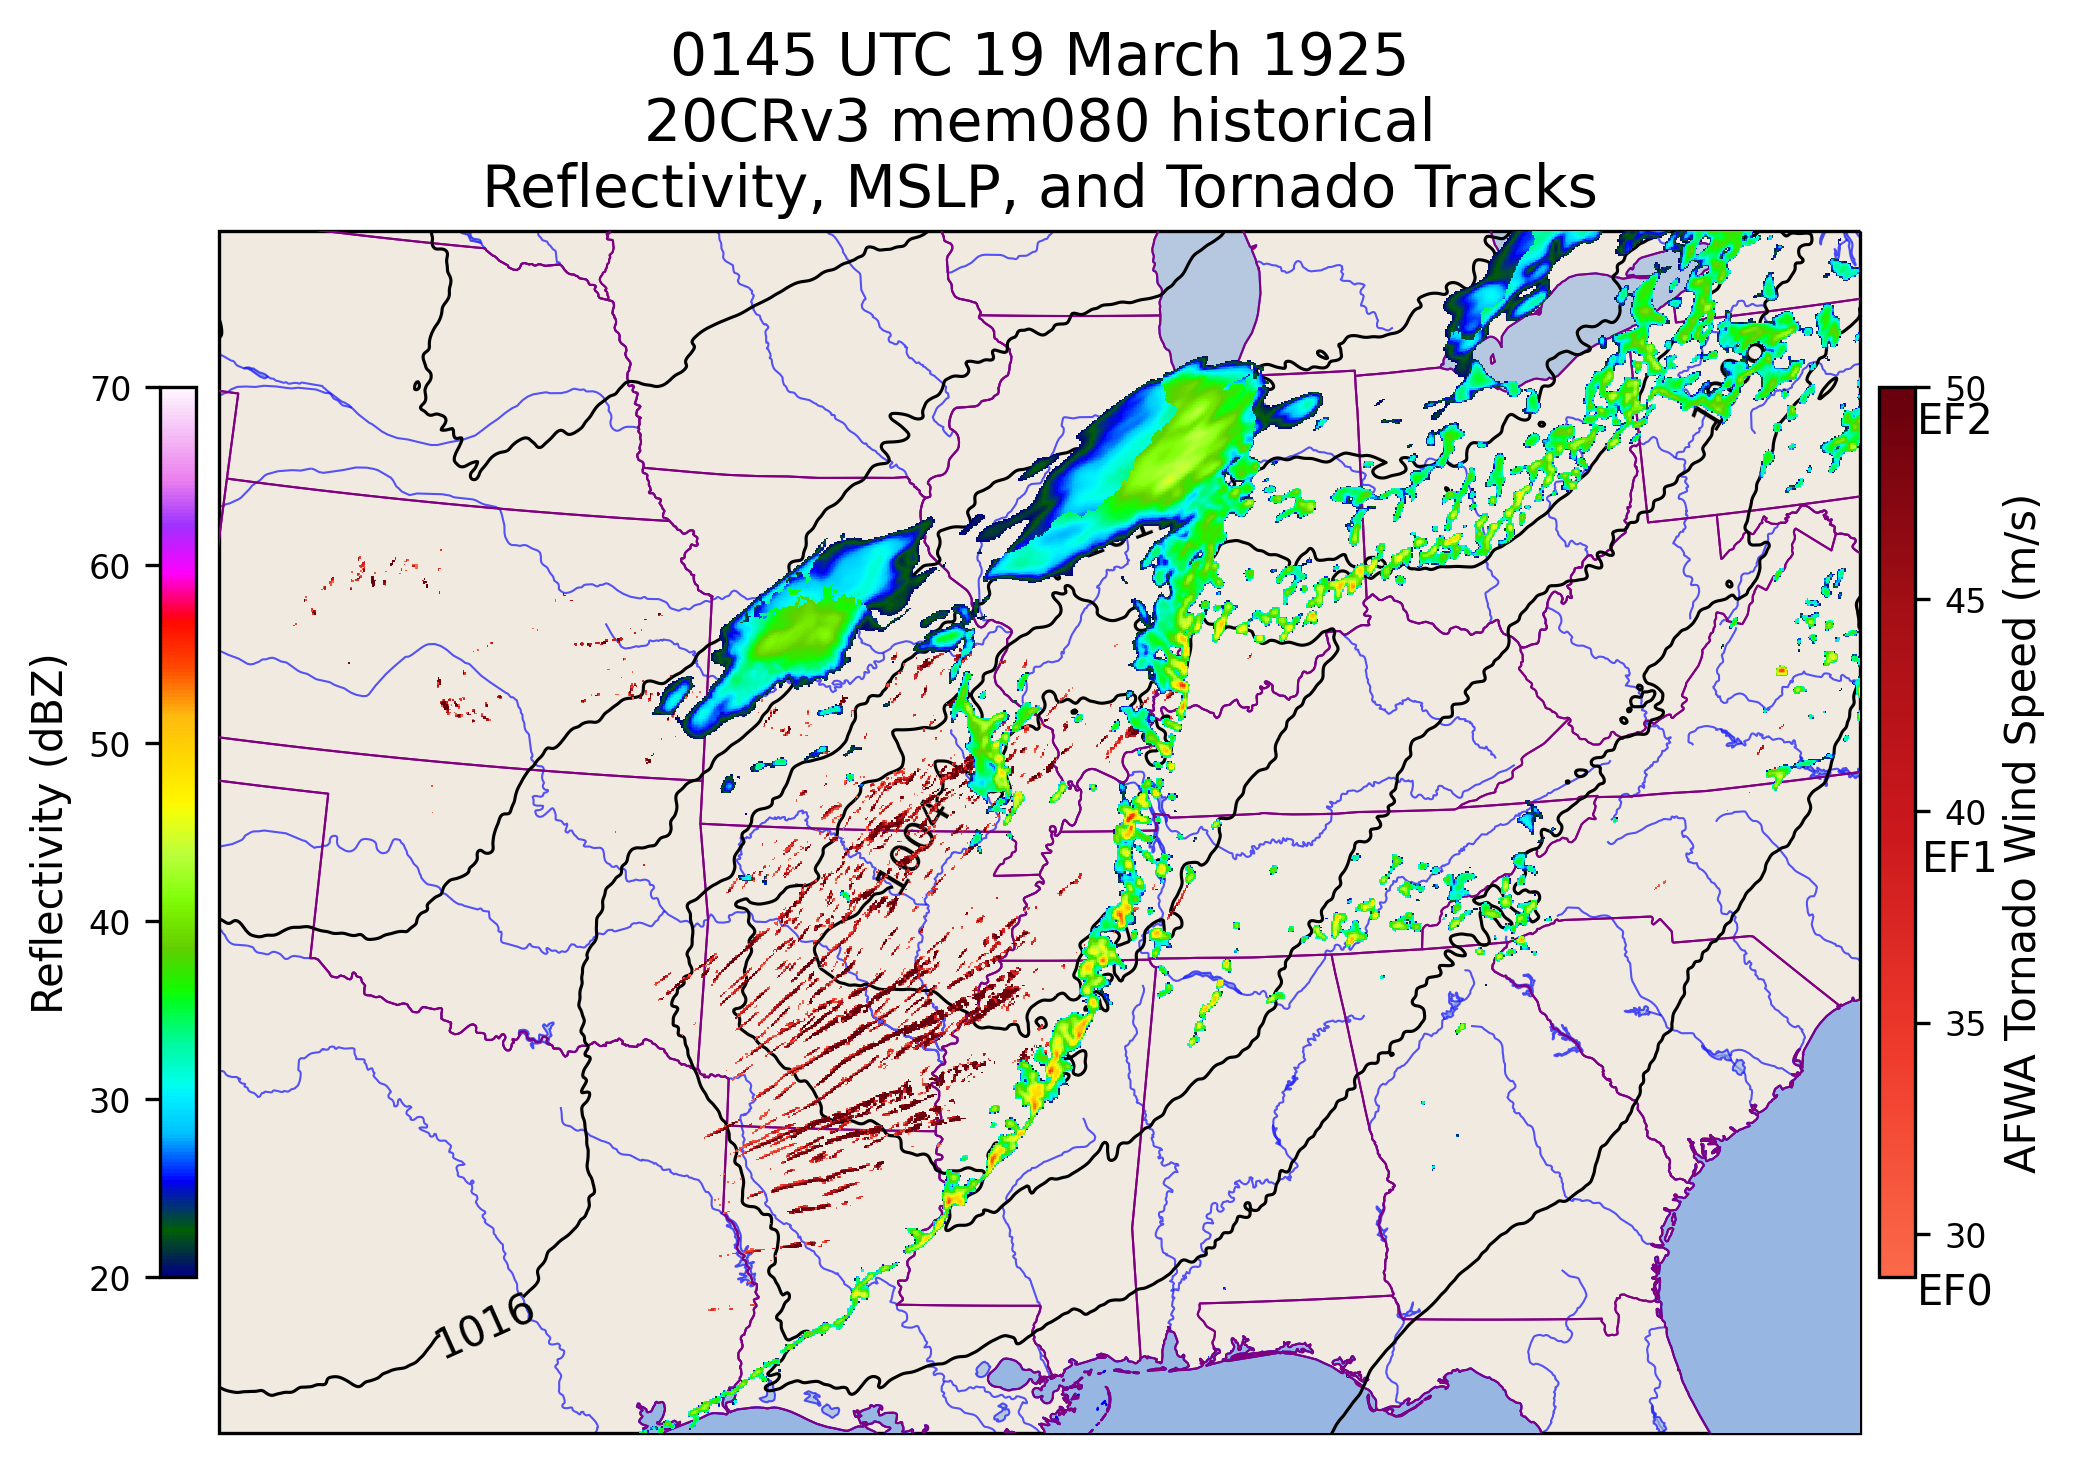 0145 UTC 19 March 1925
20CRv3 mem080 historical
Reflectivity, MSLP, and Tornado Tracks
Reflectivity (dBZ)
70
60
50
40
30
20
1004
1016
50
EF2
45
40
EF1
35
30
EF0
AFWA Tornado Wind Speed (m/s)